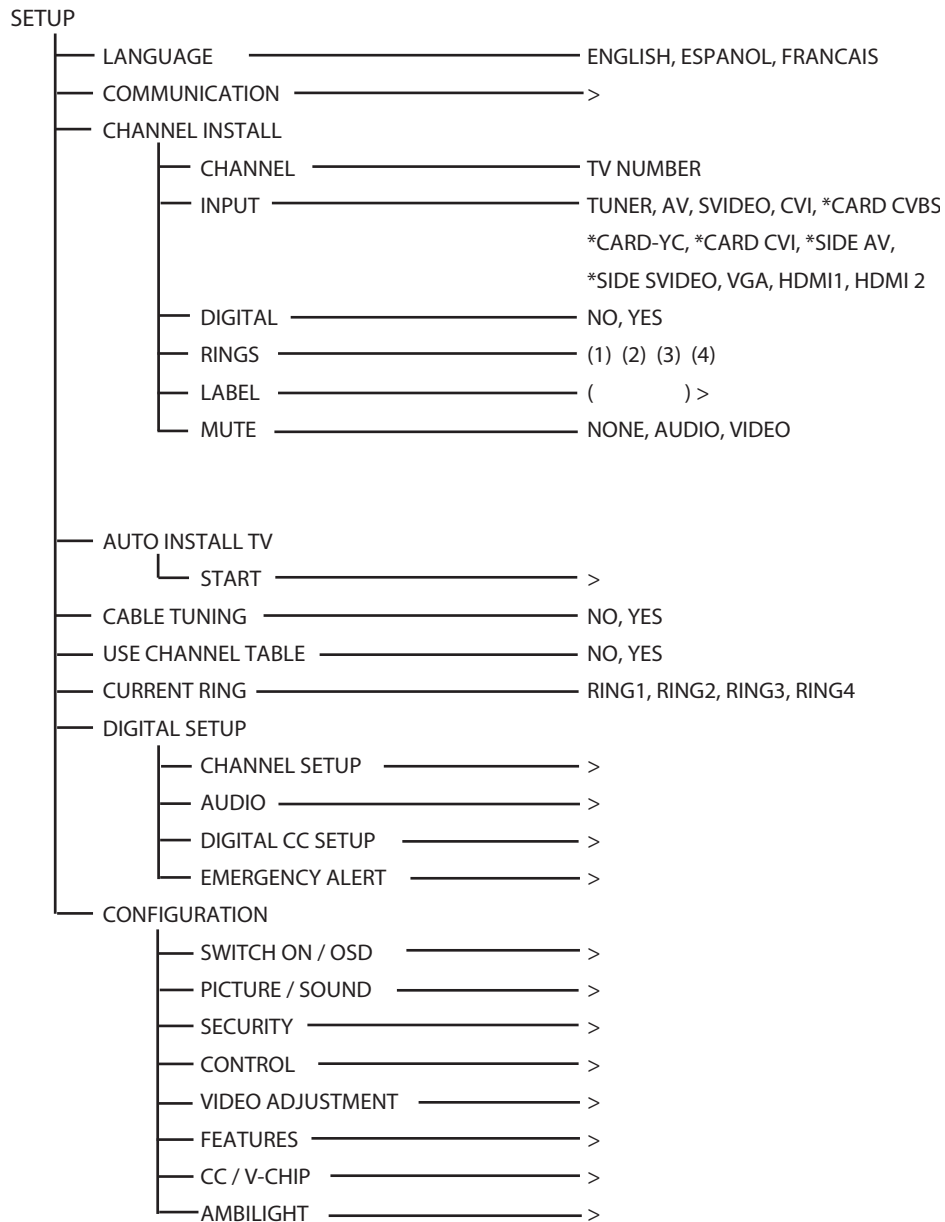 SETUP
LANGUAGE ENGLISH, ESPANOL, FRANCAIS
COMMUNICATION >
CHANNEL INSTALL
CHANNEL TV NUMBER
INPUT TUNER, AV, SVIDEO, CVI, *CARD CVBS
*CARD-YC, *CARD CVI, *SIDE AV,
*SIDE SVIDEO, VGA, HDMI1, HDMI 2
DIGITAL NO, YES
RINGS (1) (2) (3) (4)
LABEL ( ) >
MUTE NONE, AUDIO, VIDEO
AUTO INSTALL TV
START >
CABLE TUNING NO, YES
USE CHANNEL TABLE NO, YES
CURRENT RING RING1, RING2, RING3, RING4
DIGITAL SETUP
CHANNEL SETUP >
AUDIO >
DIGITAL CC SETUP >
EMERGENCY ALERT >
CONFIGURATION
SWITCH ON / OSD >
PICTURE / SOUND >
SECURITY >
CONTROL >
VIDEO ADJUSTMENT >
FEATURES >
CC / V-CHIP >
AMBILIGHT >